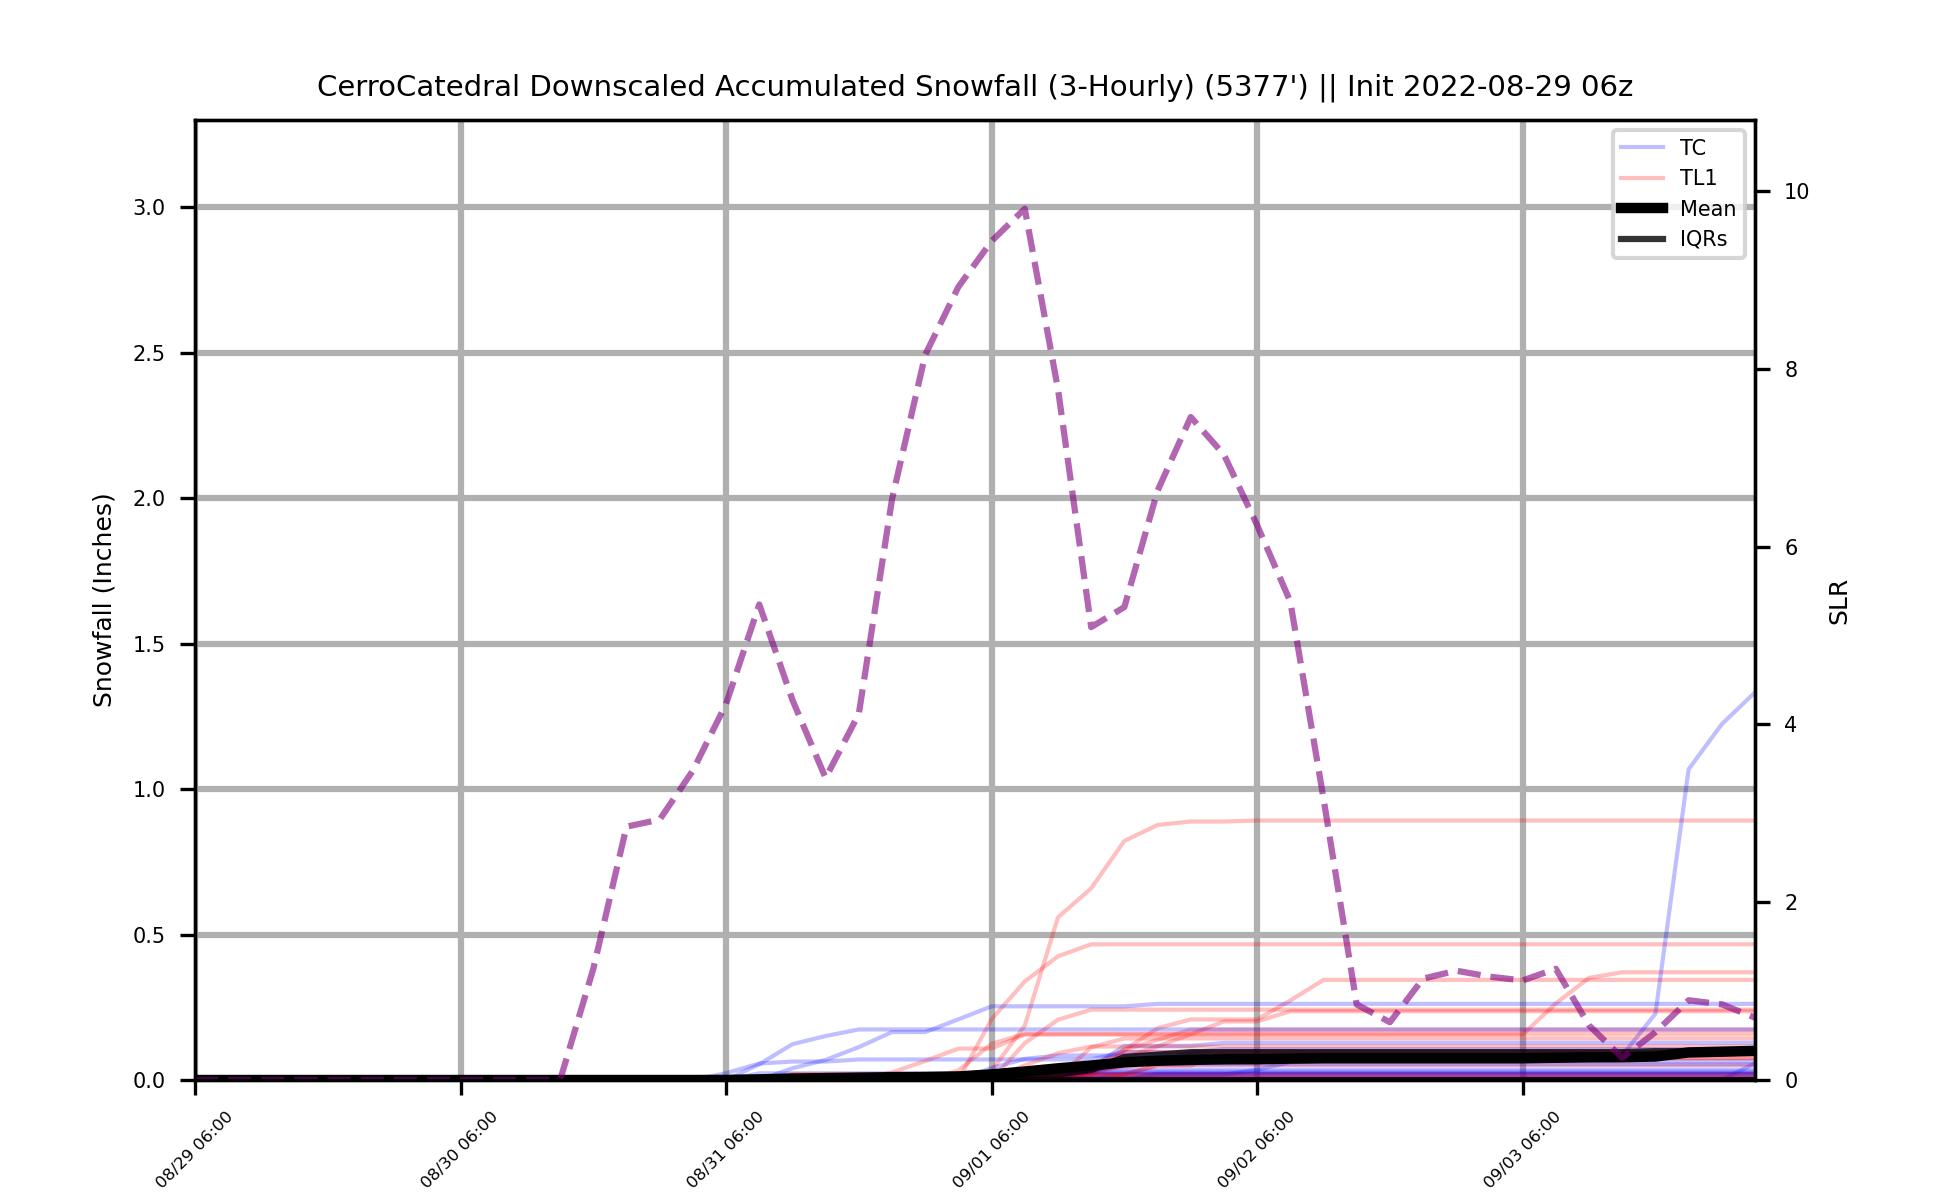 CerroCatedral Downscaled Accumulated Snowfall (3-Hourly) (5377') || Init 2022-08-29 06z
TC
TL1
Mean
IQRs
3.0
2.5
2.0
1.5
1.0
0.5
0.0
Snowfall (Inches)
10
8
6
4
2
0
SLR
08/29 06:00
08/30 06:00
08/31 06:00
09/01 06:00
09/02 06:00
09/03 06:00